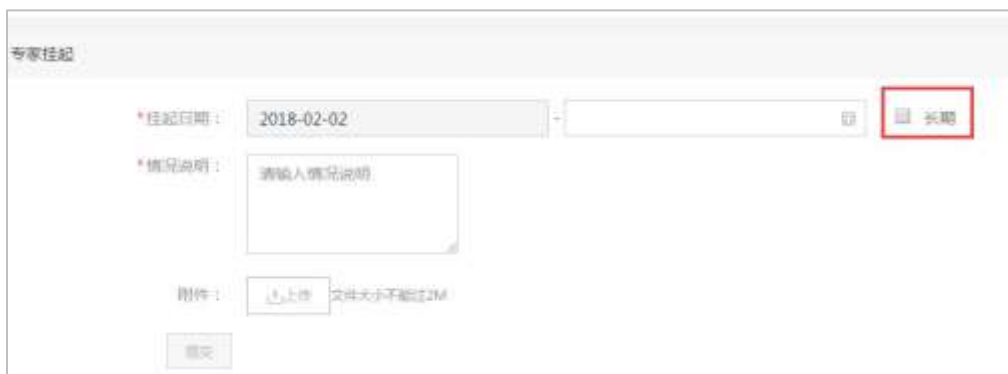 专家挂起
*挂起日期： 2018-02-02 - 长期
*情况说明： 请输入情况说明
附件： 上传 文件大小不能过2M
提交